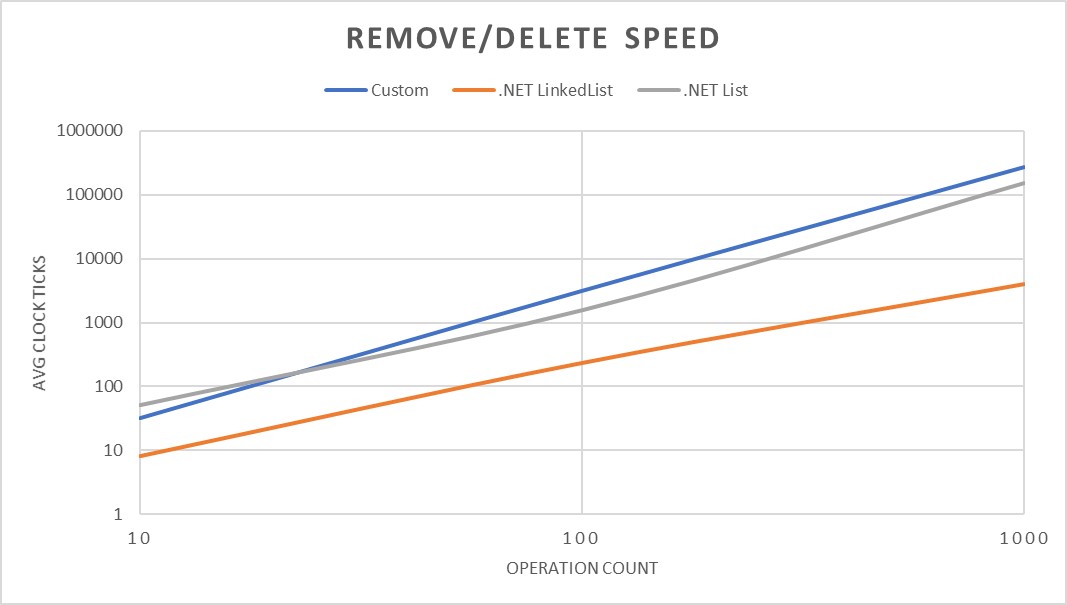 REMOVE/DELETE SPEED
Custom .NET LinkedList .NET List
1000000
100000
10000
1000
100
10
1
AVG CLOCK TICKS
10 100 1000
OPERATION COUNT